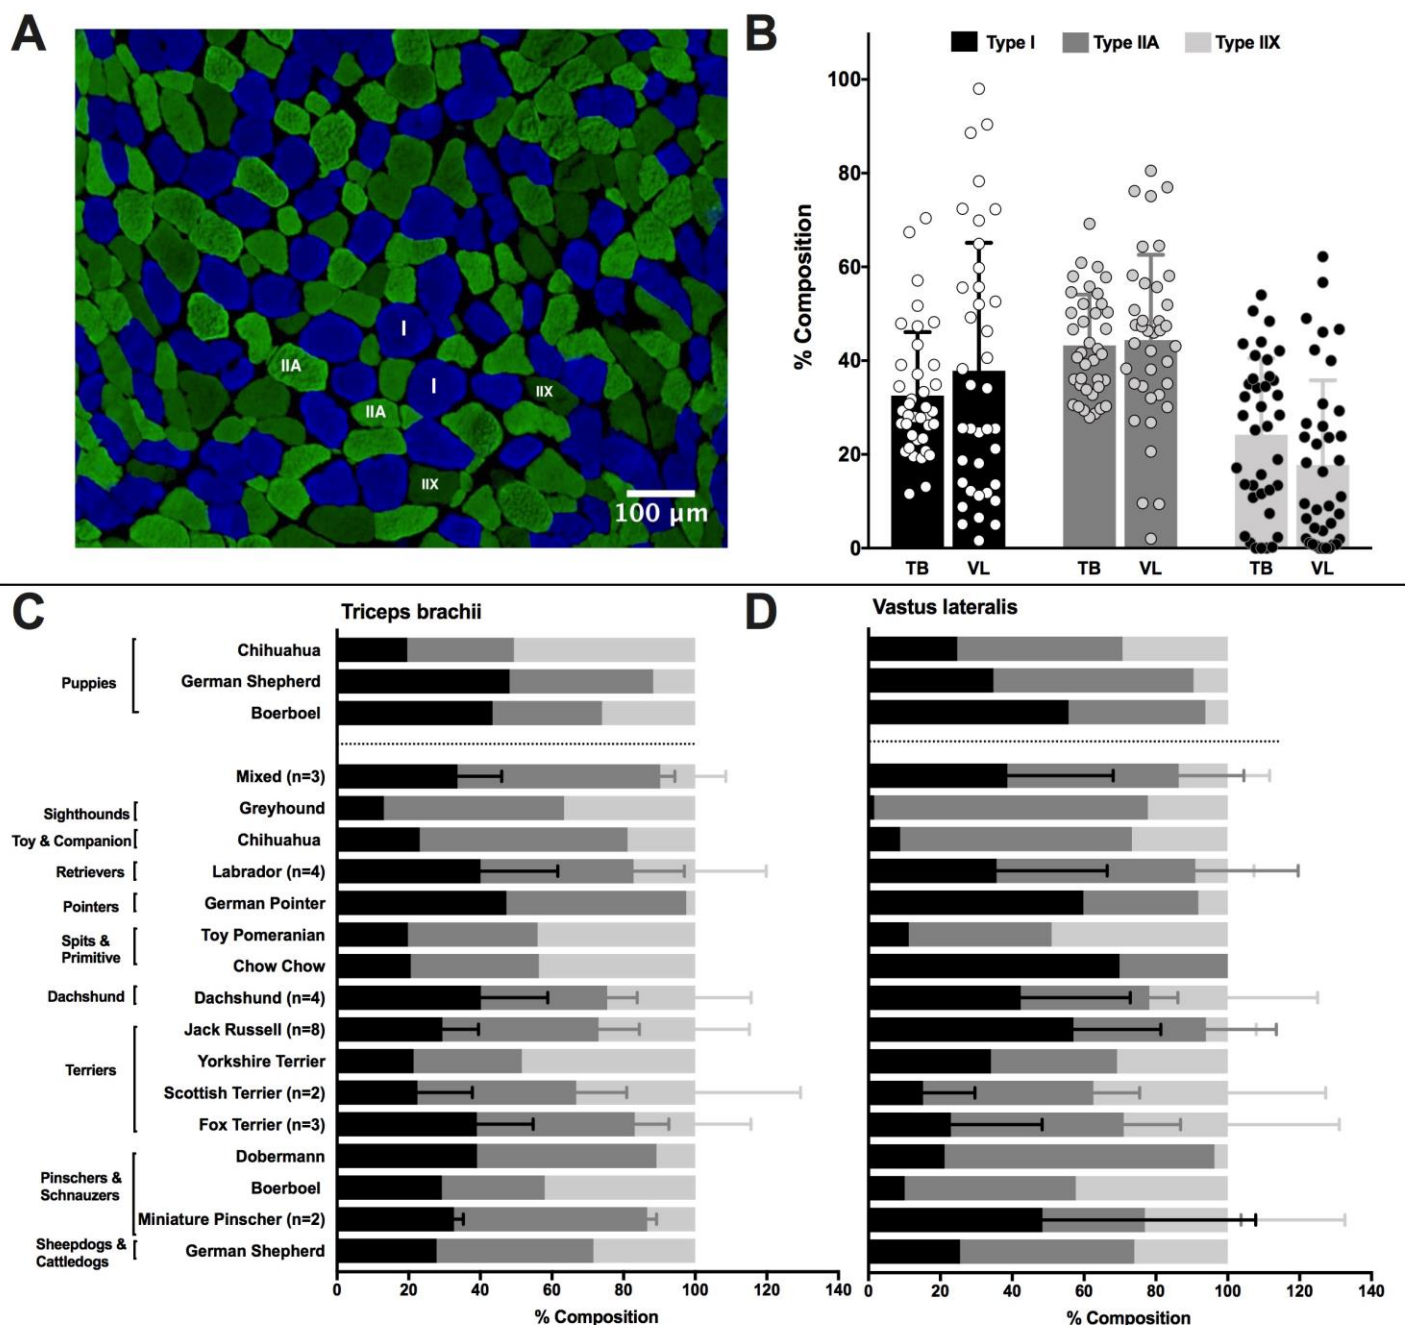 A
I
I
IIA
IIA
IIX
IIX
100 µm
B
Type I Type IIA Type IIX
% Composition
100
80
60
40
20
0
TB VL TB VL TB VL
C
Triceps brachii
Puppies
Chihuahua
German Shepherd
Boerboel
Mixed (n=3)
Sighthounds
Greyhound
Toy & Companion
Chihuahua
Retrievers
Labrador (n=4)
Pointers
German Pointer
Spits &
Primitive
Toy Pomeranian
Chow Chow
Dachshund
Dachshund (n=4)
Terriers
Jack Russell (n=8)
Yorkshire Terrier
Scottish Terrier (n=2)
Fox Terrier (n=3)
Pinschers &
Schnauzers
Dobermann
Boerboel
Miniature Pinscher (n=2)
Sheepdogs &
Cattledogs
German Shepherd
0 20 40 60 80 100 120 140
% Composition
D
Vastus lateralis
0 20 40 60 80 100 120 140
% Composition